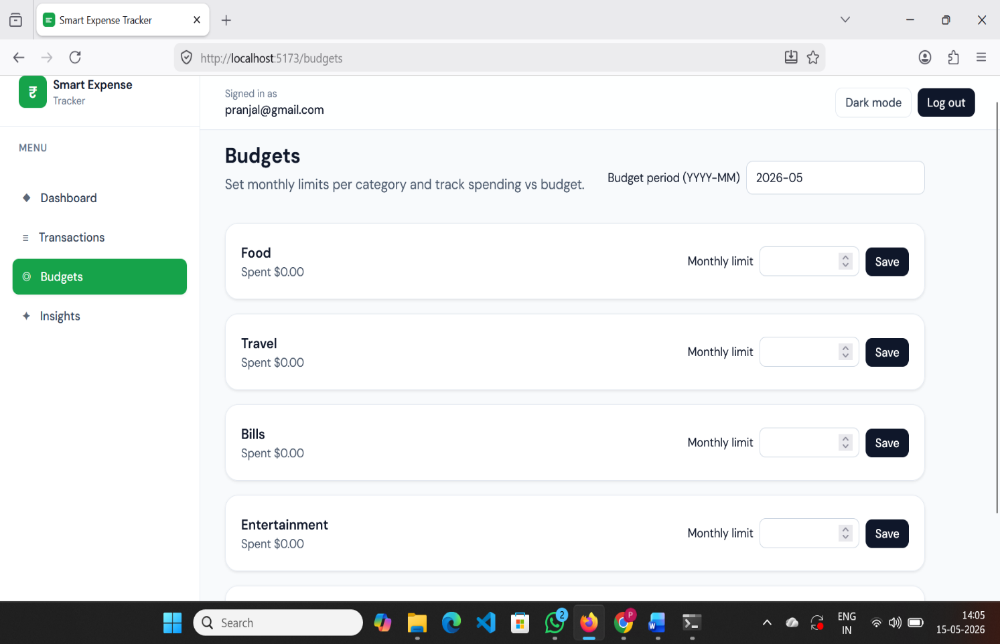 Smart Expense Tracker
http://localhost:5173/budgets
₹
Smart Expense
Tracker
Signed in as
pranjal@gmail.com
Dark mode
Log out
MENU
Dashboard
Transactions
Budgets
Insights
Budgets
Set monthly limits per category and track spending vs budget.
Budget period (YYYY-MM)
2026-05
Food
Spent $0.00
Monthly limit
Save
Travel
Spent $0.00
Monthly limit
Save
Bills
Spent $0.00
Monthly limit
Save
Entertainment
Spent $0.00
Monthly limit
Save
Search
2
P
W
ENG
IN
14:05
15-05-2026